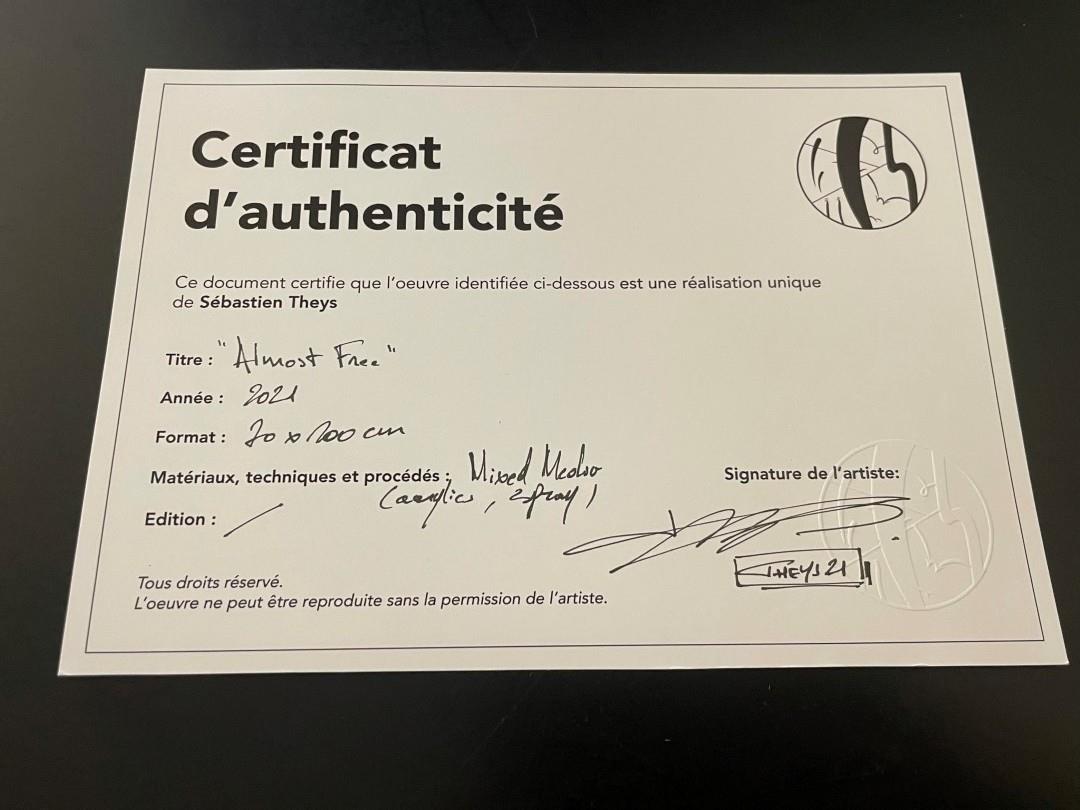 Certificat
d'authenticité
Ce document certifie que l'oeuvre identifiée ci-dessous est une réalisation unique
de Sébastien Theys
Titre : "Almost Free"
Année : 2021
Format : 70 x 100 cm
Matériaux, techniques et procédés : Mixed Media
(acrylics, spray)
Signature de l'artiste:
Edition : /
THEYS 21
Tous droits réservé.
L'oeuvre ne peut être reproduite sans la permission de l'artiste.